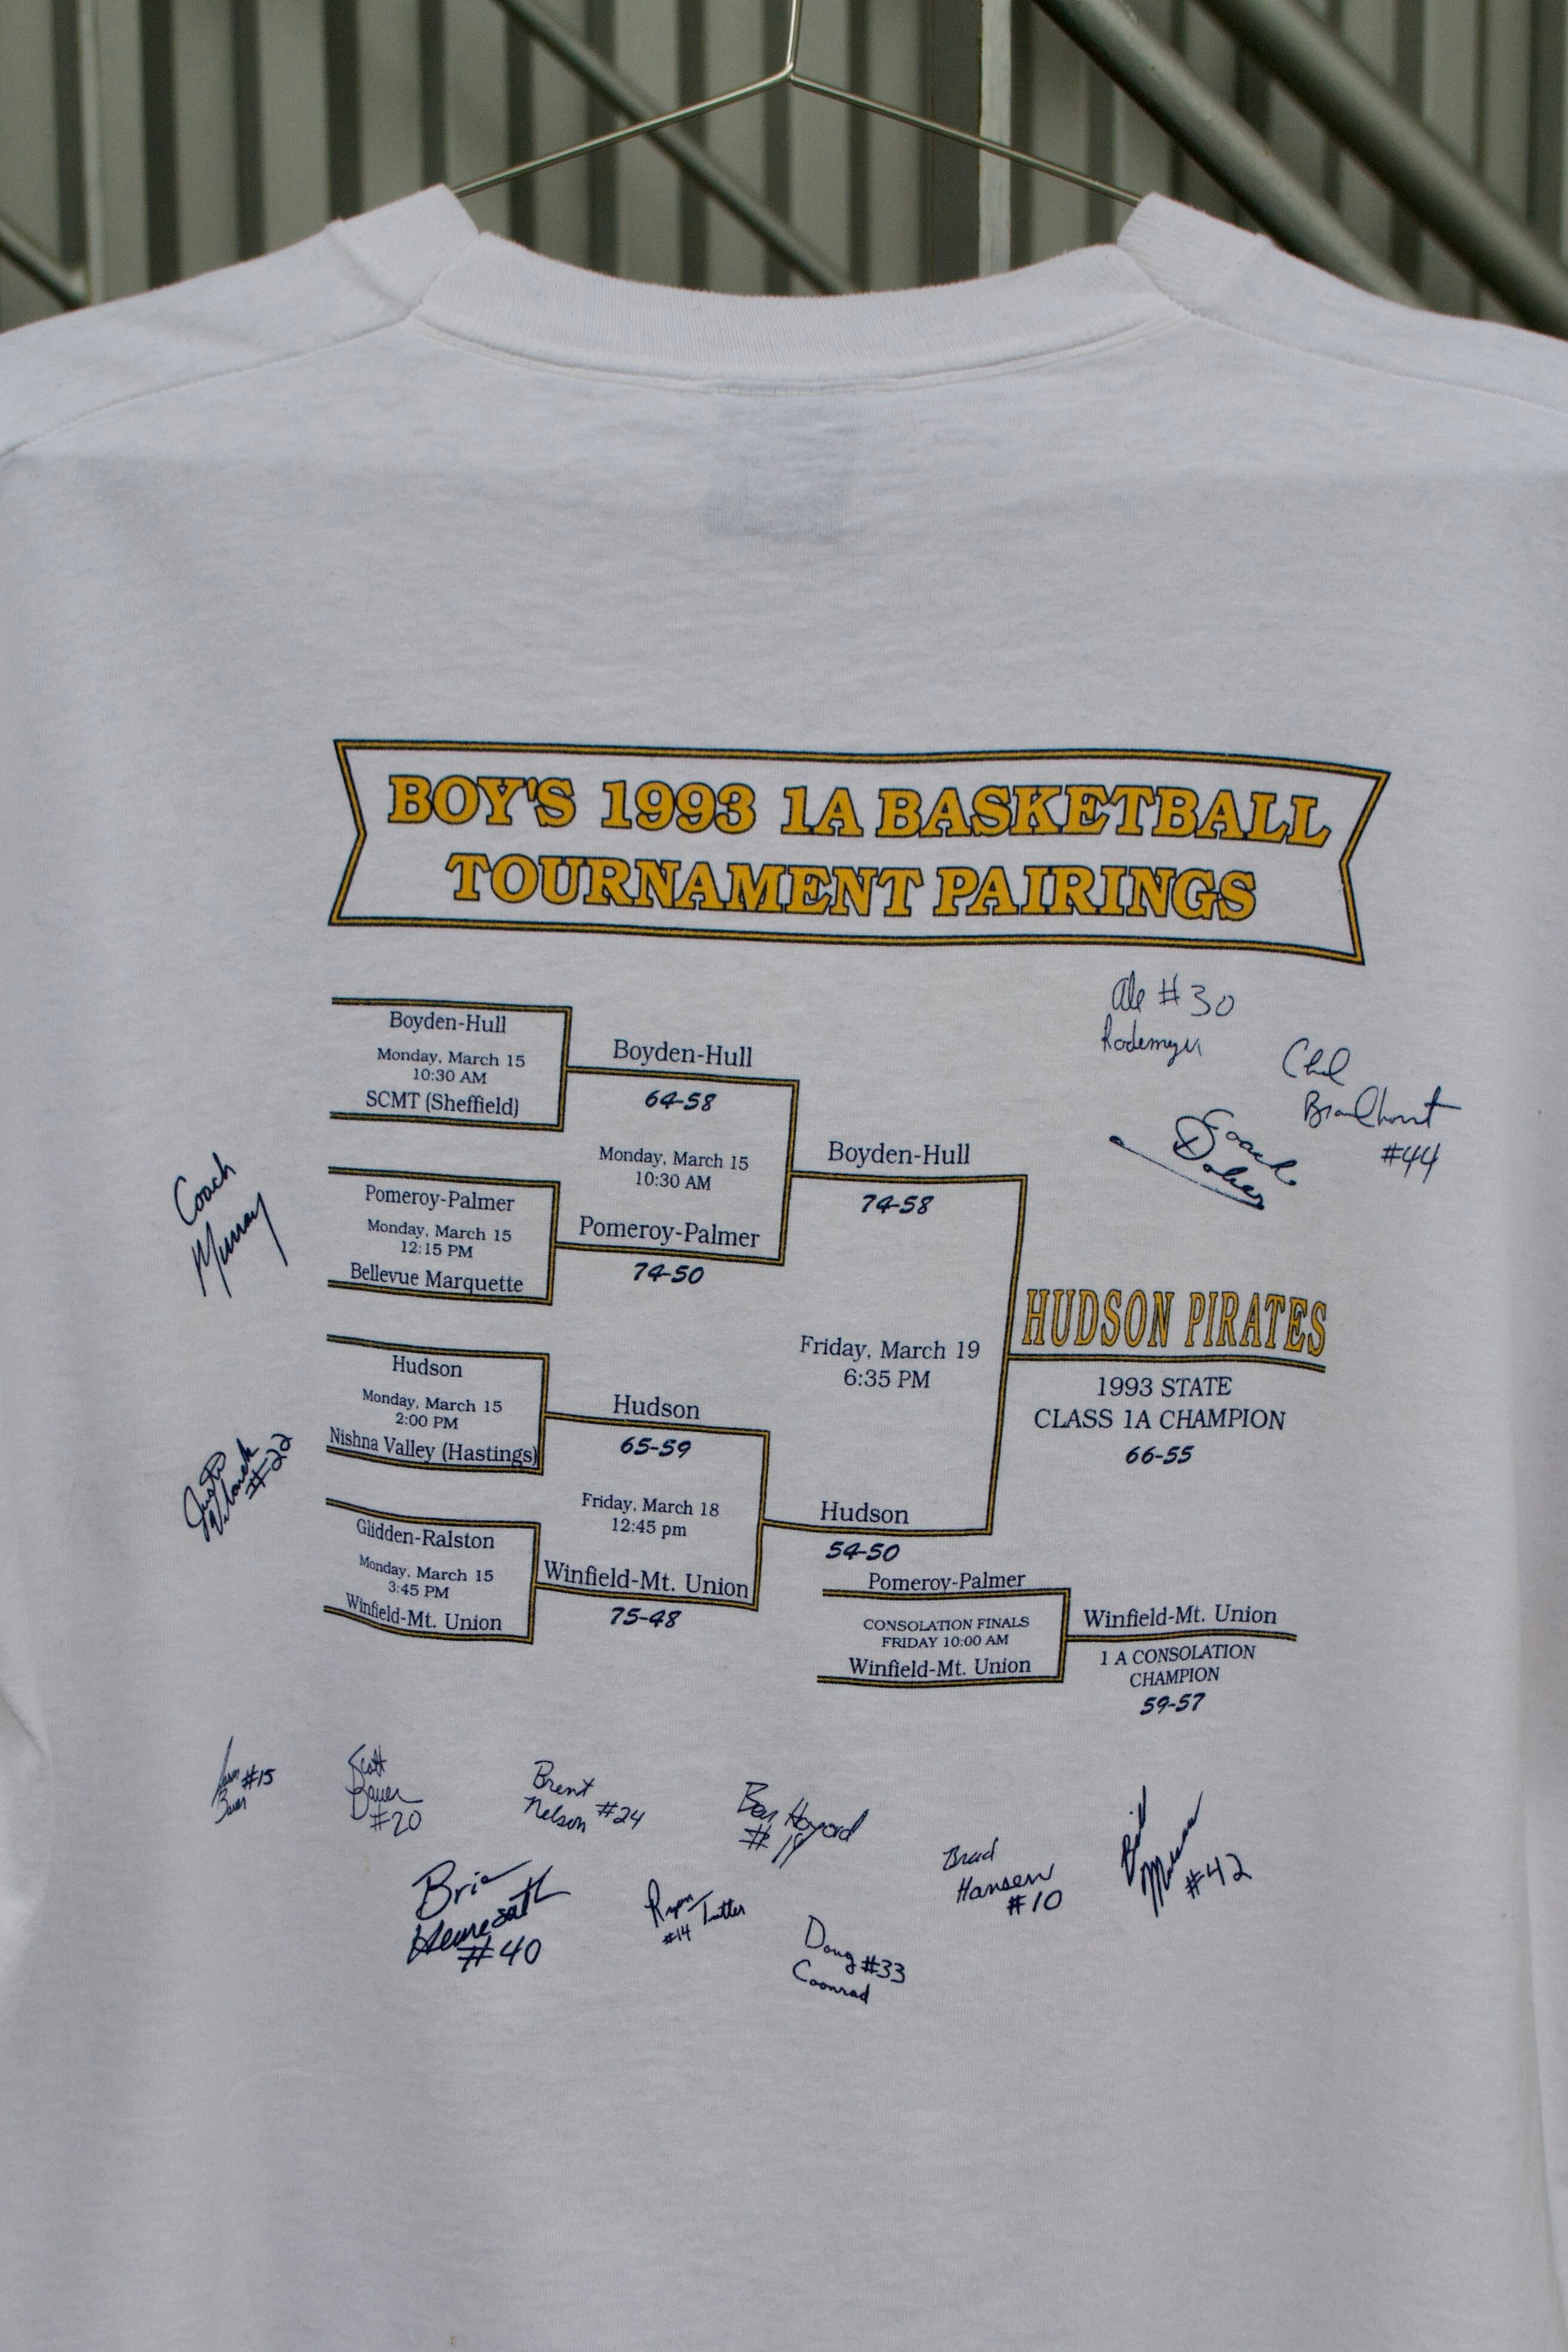 BOY'S 1993 1A BASKETBALL
TOURNAMENT PAIRINGS
Boyden-Hull
Monday, March 15
10:30 AM
SCMT (Sheffield)
Pomeroy-Palmer
Monday, March 15
12:15 PM
Bellevue Marquette
Hudson
Monday, March 15
2:00 PM
Nishna Valley (Hastings)
Glidden-Ralston
Monday, March 15
3:45 PM
Winfield-Mt. Union
Boyden-Hull
64-58
Monday, March 15
10:30 AM
Pomeroy-Palmer
74-50
Hudson
65-59
Friday, March 18
12:45 pm
Winfield-Mt. Union
75-48
Boyden-Hull
74-58
Friday, March 19
6:35 PM
Hudson
54-50
HUDSON PIRATES
1993 STATE
CLASS 1A CHAMPION
66-55
Pomeroy-Palmer
CONSOLATION FINALS
FRIDAY 10:00 AM
Winfield-Mt. Union
Winfield-Mt. Union
1 A CONSOLATION
CHAMPION
59-57
#30
Rodemeyer
#44
Coach
Coach
Murray
#22
#15
Scott
Bauer
#20
Brent
Nelson #24
Ben
#
Brad
Hansen
#10
#42
#40
Ryan
#14
Doug #33
Coonrad